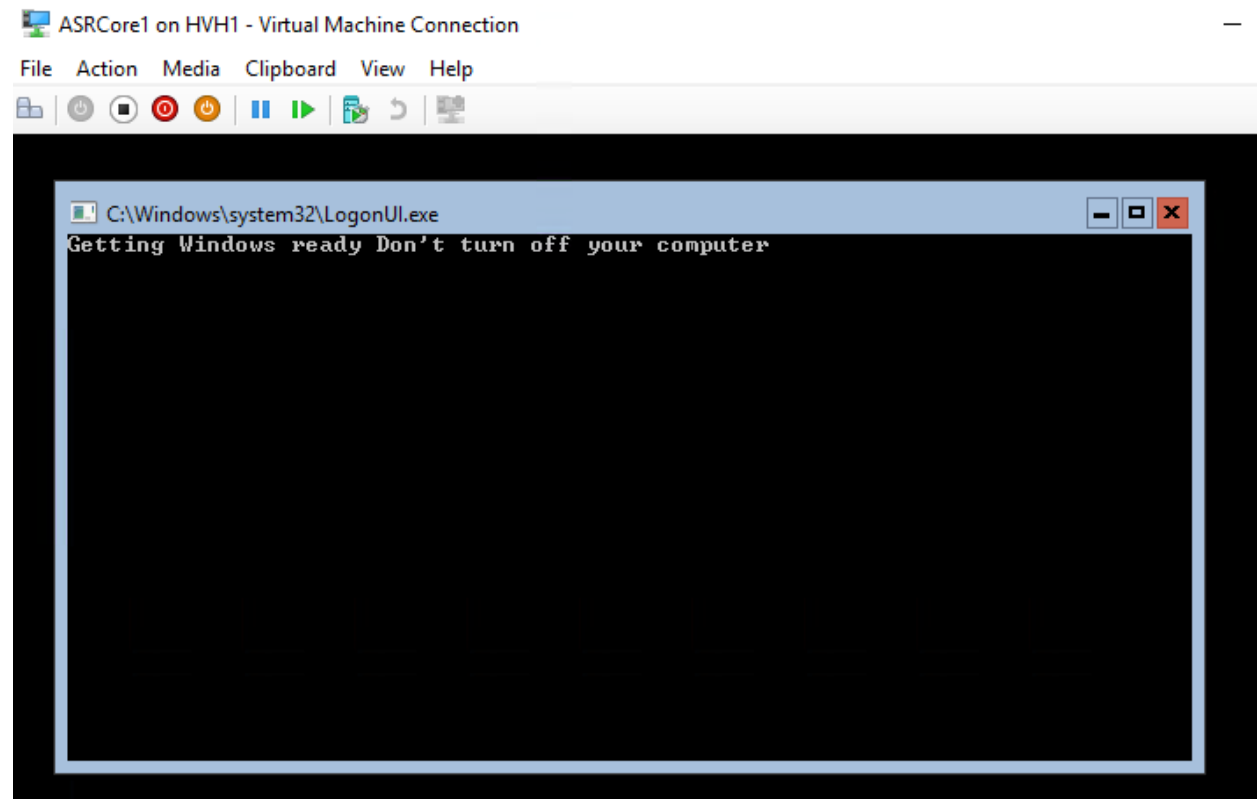 ASRCore1 on HVH1 - Virtual Machine Connection
File Action Media Clipboard View Help
C:\Windows\system32\LogonUI.exe
Getting Windows ready Don't turn off your computer